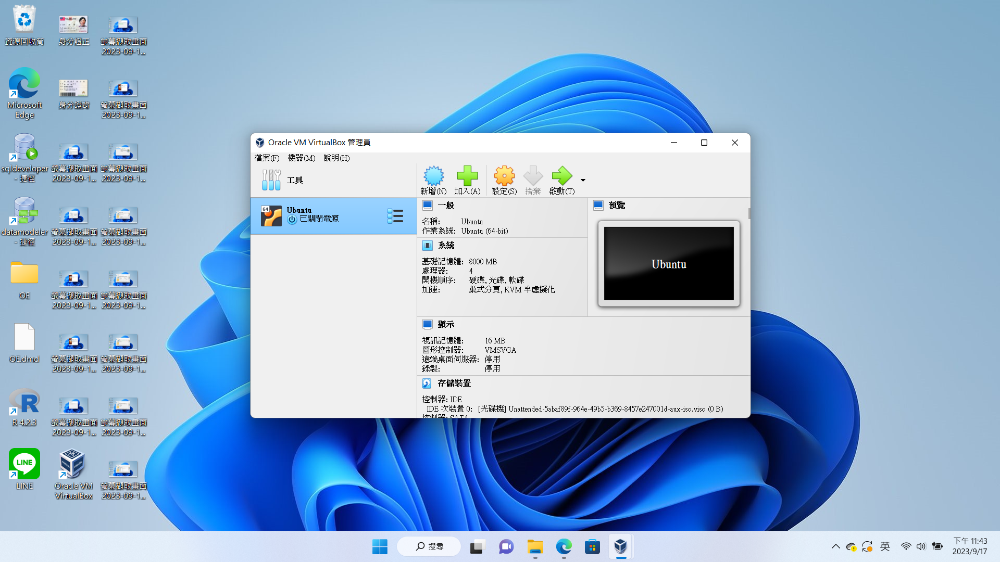 資源回收筒
身分證正
螢幕擷取畫面
2023-09-1...
Microsoft
Edge
身分證背
螢幕擷取畫面
2023-09-1...
sqldeveloper
- 捷徑
螢幕擷取畫面
2023-09-1...
螢幕擷取畫面
2023-09-1...
datamodeler
- 捷徑
螢幕擷取畫面
2023-09-1...
螢幕擷取畫面
2023-09-1...
OE
螢幕擷取畫面
2023-09-1...
螢幕擷取畫面
2023-09-1...
OE.dmd
螢幕擷取畫面
2023-09-1...
螢幕擷取畫面
2023-09-1...
R 4.2.3
螢幕擷取畫面
2023-09-1...
螢幕擷取畫面
2023-09-1...
LINE
LINE
Oracle VM
VirtualBox
螢幕擷取畫面
2023-09-1...
Oracle VM VirtualBox 管理員
檔案(F) 機器(M) 說明(H)
工具
新增(N) 加入(A) 設定(S) 捨棄 啟動(T)
64
Ubuntu
已關閉電源
一般
名稱: Ubuntu
作業系統: Ubuntu (64-bit)
系統
基礎記憶體: 8000 MB
處理器: 4
開機順序: 硬碟, 光碟, 軟碟
加速: 巢式分頁, KVM 半虛擬化
預覽
Ubuntu
顯示
視訊記憶體: 16 MB
圖形控制器: VMSVGA
遠端桌面伺服器: 停用
錄製: 停用
存儲裝置
控制器: IDE
IDE 次裝置 0: [光碟機] Unattended-5abaf89f-964e-49b5-b369-8457e247001d-aux-iso.viso (0 B)
控制器: SATA
搜尋
英
下午 11:43
2023/9/17